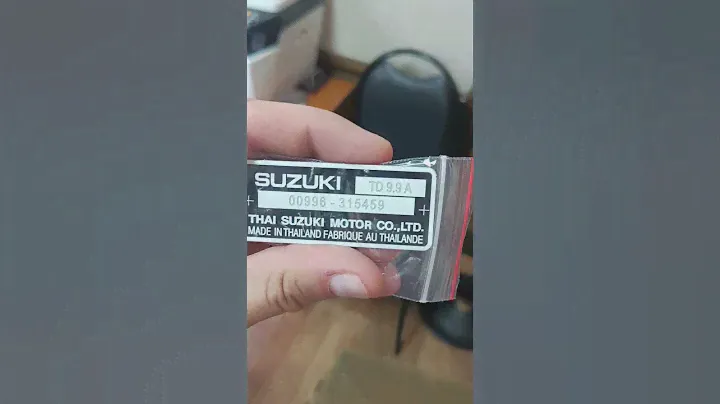 SUZUKI TD 9.9 A
00996-315459
THAI SUZUKI MOTOR CO.,LTD.
MADE IN THAILAND FABRIQUE AU THAILANDE